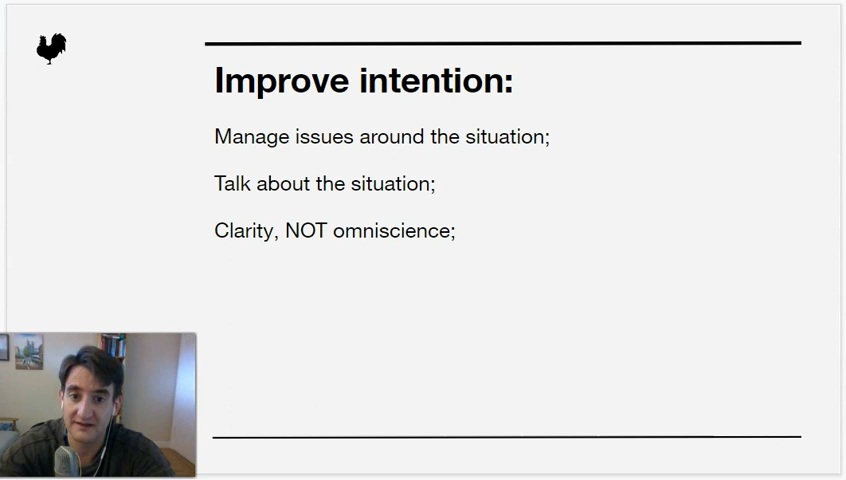 Improve intention:
Manage issues around the situation;
Talk about the situation;
Clarity, NOT omniscience;